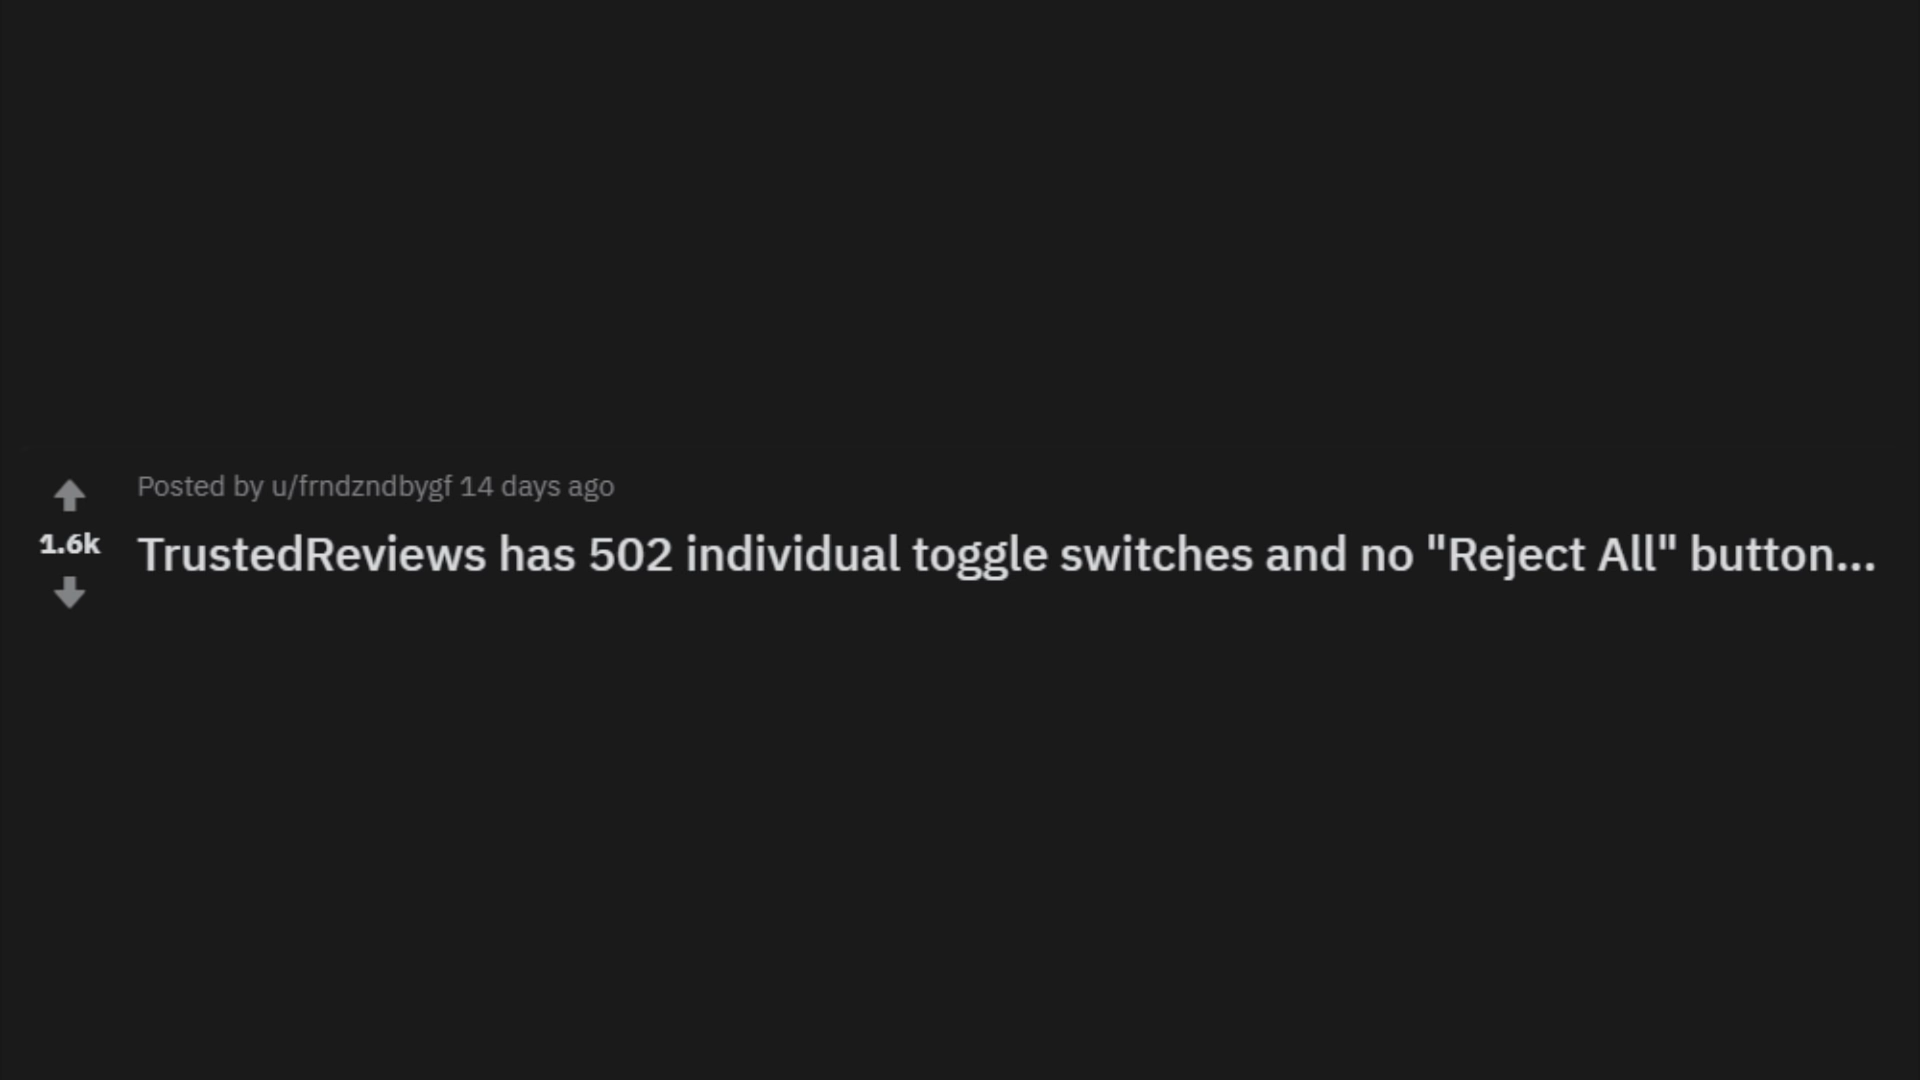 Posted by u/frndzndbygf 14 days ago
1.6k
TrustedReviews has 502 individual toggle switches and no "Reject All" button...